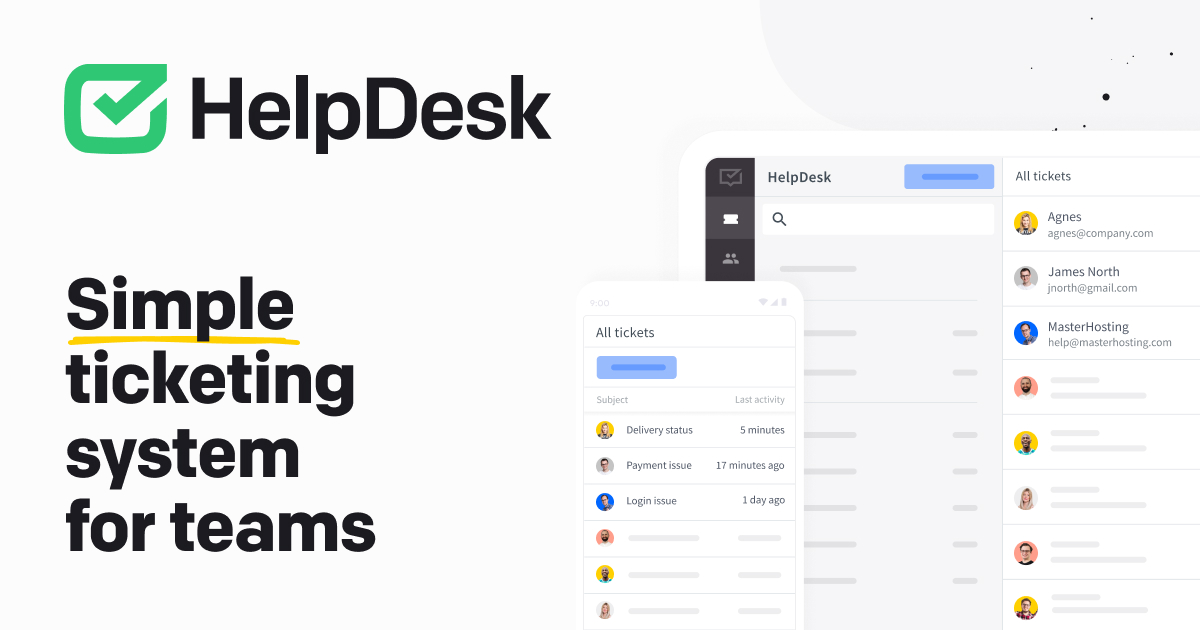 HelpDesk
Simple
ticketing
system
for teams
HelpDesk
All tickets
Agnes
agnes@company.com
James North
jnorth@gmail.com
MasterHosting
help@masterhosting.com
9:00
All tickets
Subject Last activity
Delivery status 5 minutes
Payment issue 17 minutes ago
Login issue 1 day ago